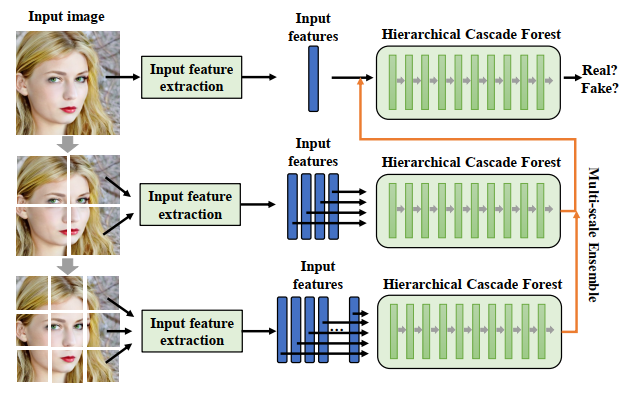 Input image
Input
features
Hierarchical Cascade Forest
Input feature
extraction
Real?
Fake?
Input
features
Hierarchical Cascade Forest
Input feature
extraction
Multi-scale Ensemble
Input
features
Hierarchical Cascade Forest
...
Input feature
extraction